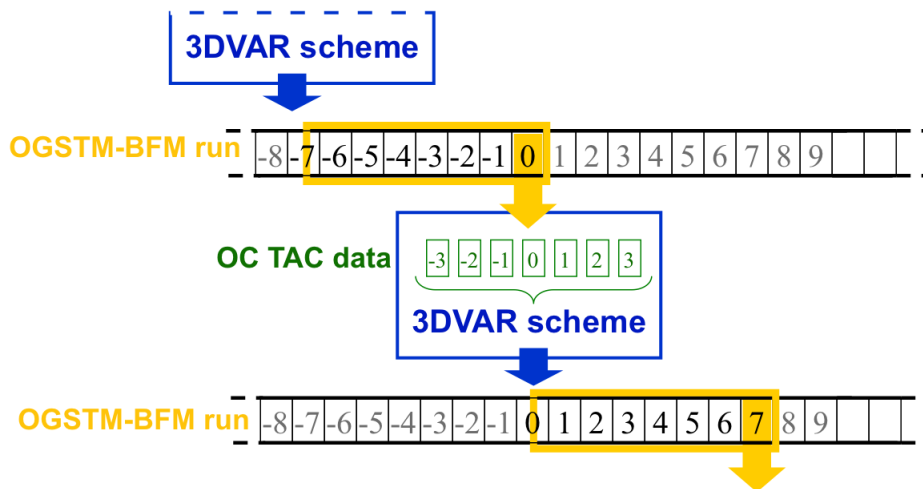 3DVAR scheme
OGSTM-BFM run -8 -7 -6 -5 -4 -3 -2 -1 0 1 2 3 4 5 6 7 8 9
OC TAC data -3 -2 -1 0 1 2 3
3DVAR scheme
OGSTM-BFM run -8 -7 -6 -5 -4 -3 -2 -1 0 1 2 3 4 5 6 7 8 9